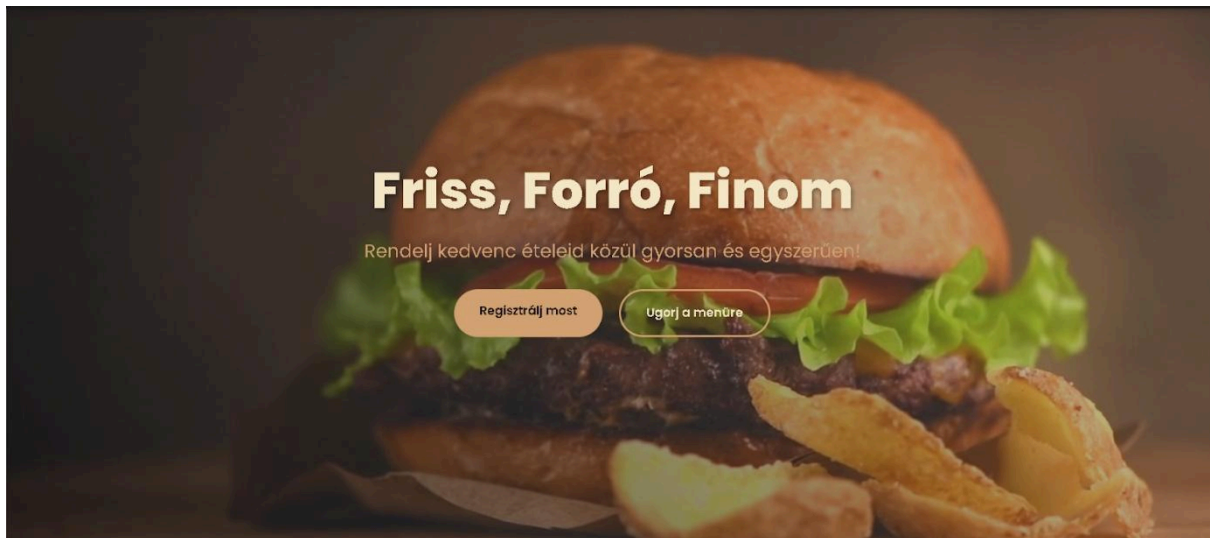 Friss, Forró, Finom
Rendelj kedvenc ételeid közül gyorsan és egyszerűen!
Regisztrálj most
Ugorj a menüre